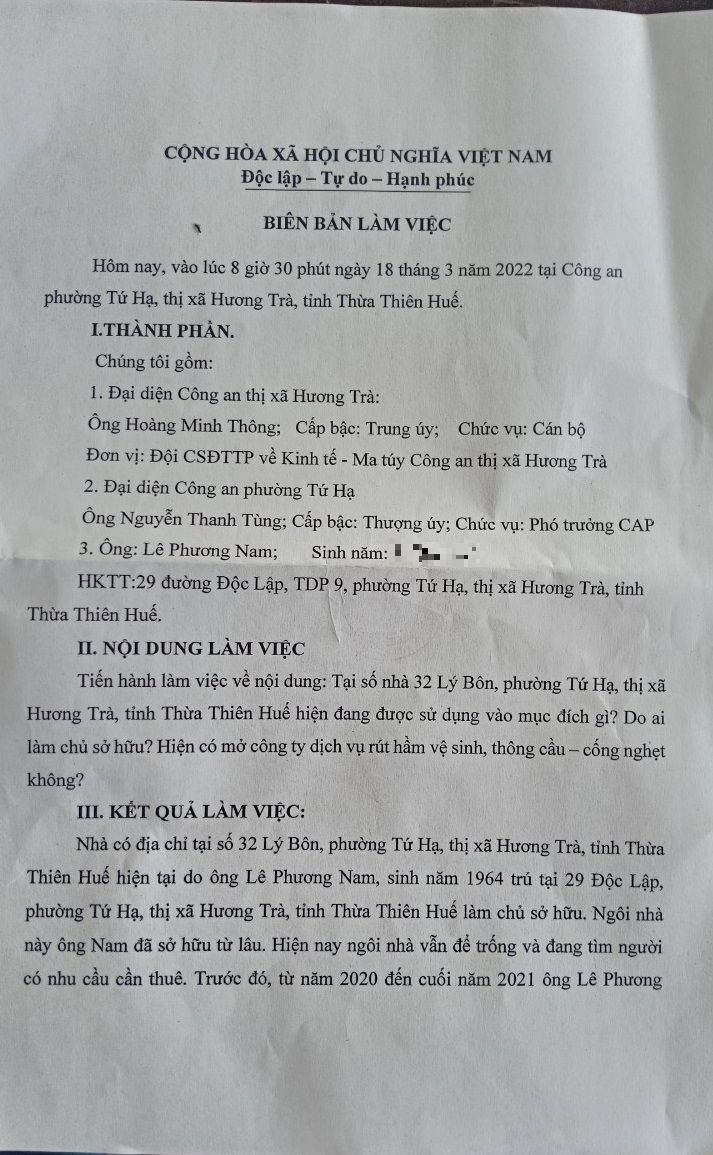 CỘNG HÒA XÃ HỘI CHỦ NGHĨA VIỆT NAM
Độc lập – Tự do – Hạnh phúc
BIÊN BẢN LÀM VIỆC
Hôm nay, vào lúc 8 giờ 30 phút ngày 18 tháng 3 năm 2022 tại Công an
phường Tứ Hạ, thị xã Hương Trà, tỉnh Thừa Thiên Huế.
I.THÀNH PHẦN.
Chúng tôi gồm:
1. Đại diện Công an thị xã Hương Trà:
Ông Hoàng Minh Thông; Cấp bậc: Trung úy; Chức vụ: Cán bộ
Đơn vị: Đội CSĐTTP về Kinh tế - Ma túy Công an thị xã Hương Trà
2. Đại diện Công an phường Tứ Hạ
Ông Nguyễn Thanh Tùng; Cấp bậc: Thượng úy; Chức vụ: Phó trưởng CAP
3. Ông: Lê Phương Nam; Sinh năm:
HKTT:29 đường Độc Lập, TDP 9, phường Tứ Hạ, thị xã Hương Trà, tỉnh
Thừa Thiên Huế.
II. NỘI DUNG LÀM VIỆC
Tiến hành làm việc về nội dung: Tại số nhà 32 Lý Bôn, phường Tứ Hạ, thị xã
Hương Trà, tỉnh Thừa Thiên Huế hiện đang được sử dụng vào mục đích gì? Do ai
làm chủ sở hữu? Hiện có mở công ty dịch vụ rút hầm vệ sinh, thông cầu – cống nghẹt
không?
III. KẾT QUẢ LÀM VIỆC:
Nhà có địa chỉ tại số 32 Lý Bôn, phường Tứ Hạ, thị xã Hương Trà, tỉnh Thừa
Thiên Huế hiện tại do ông Lê Phương Nam, sinh năm 1964 trú tại 29 Độc Lập,
phường Tứ Hạ, thị xã Hương Trà, tỉnh Thừa Thiên Huế làm chủ sở hữu. Ngôi nhà
này ông Nam đã sở hữu từ lâu. Hiện nay ngôi nhà vẫn để trống và đang tìm người
có nhu cầu cần thuê. Trước đó, từ năm 2020 đến cuối năm 2021 ông Lê Phương